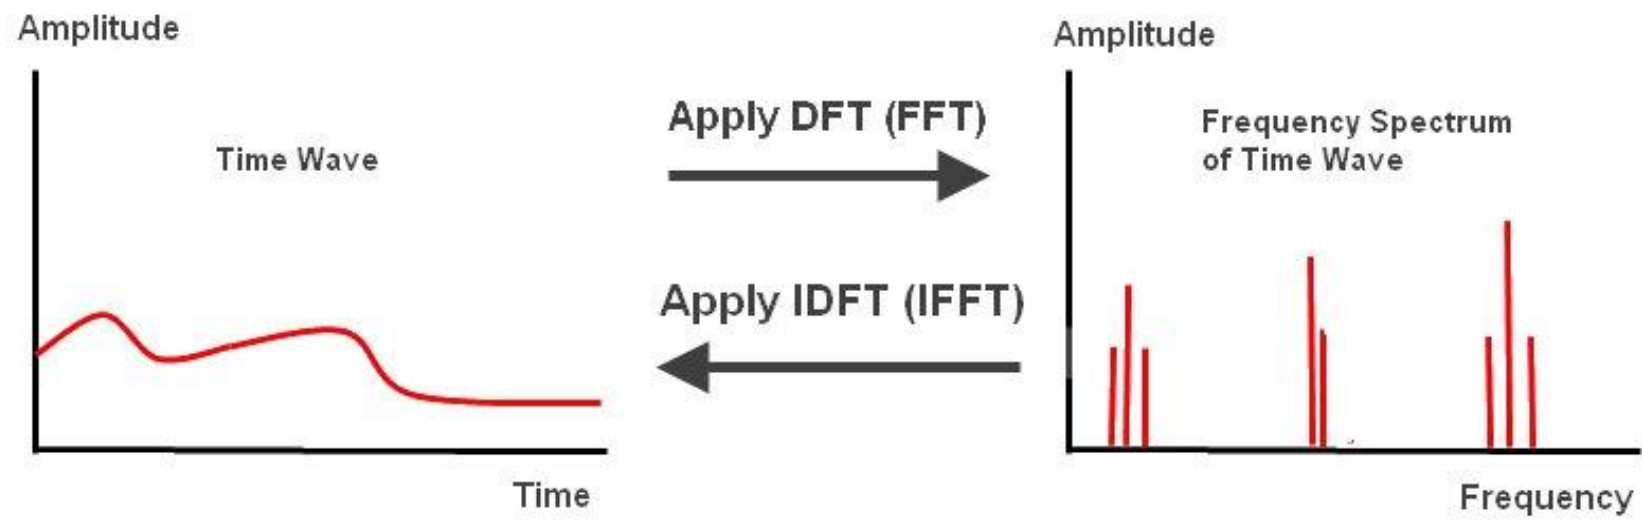 Amplitude
Time Wave
Time
Apply DFT (FFT)
Apply IDFT (IFFT)
Amplitude
Frequency Spectrum
of Time Wave
Frequency